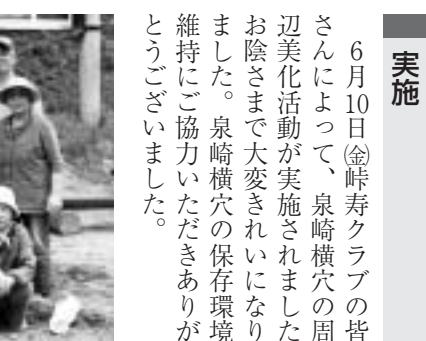 実施
6月10日㈮峠寿クラブの皆
さんによって、泉崎横穴の周
辺美化活動が実施されました
お陰さまで大変きれいになり
ました。泉崎横穴の保存環境
維持にご協力いただきありが
とうございました。